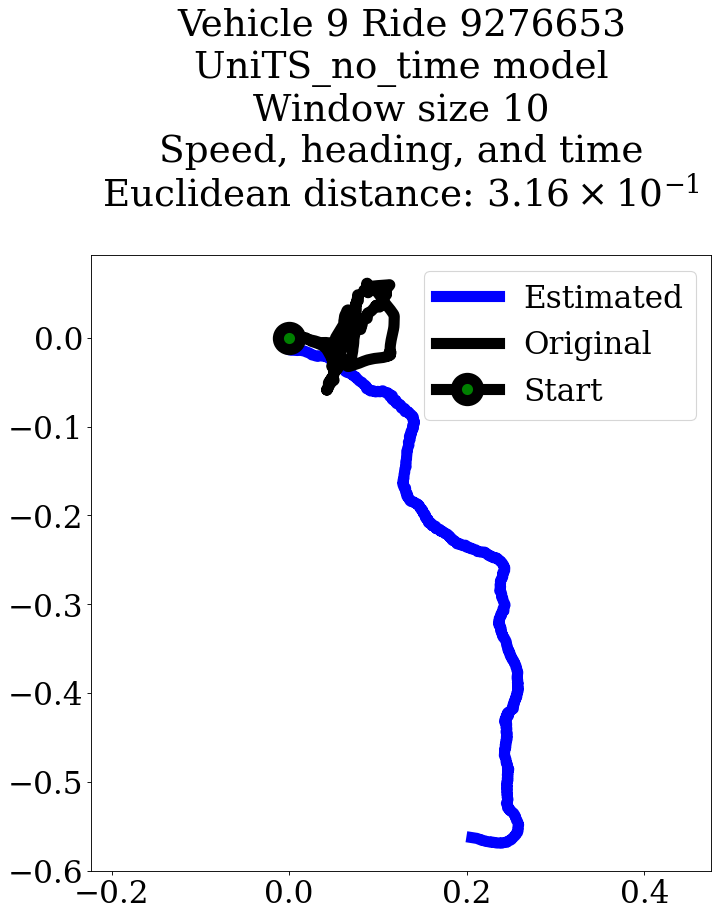 Vehicle 9 Ride 9276653
UniTS_no_time model
Window size 10
Speed, heading, and time
Euclidean distance: 3.16 × 10⁻¹
Estimated
Original
Start
0.0
−0.1
−0.2
−0.3
−0.4
−0.5
−0.6
−0.2 0.0 0.2 0.4